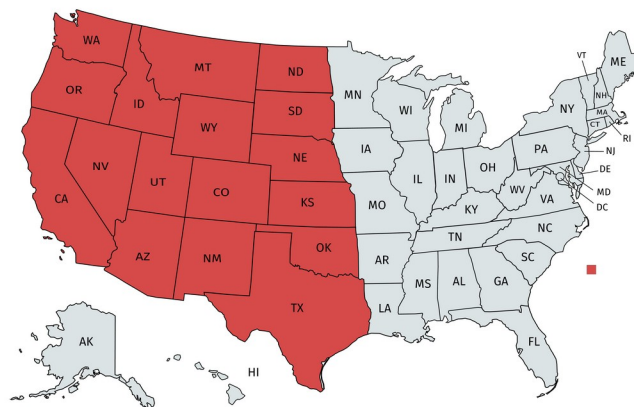 WA
MT
ND
MN
VT
ME
OR
ID
SD
WI
MI
NY
NH
MA
CT
RI
WY
IA
PA
NJ
NE
NV
UT
CO
IL
IN
OH
DE
MD
DC
CA
KS
MO
WV
VA
KY
AZ
NM
OK
AR
TN
NC
SC
TX
LA
MS
AL
GA
AK
HI
FL